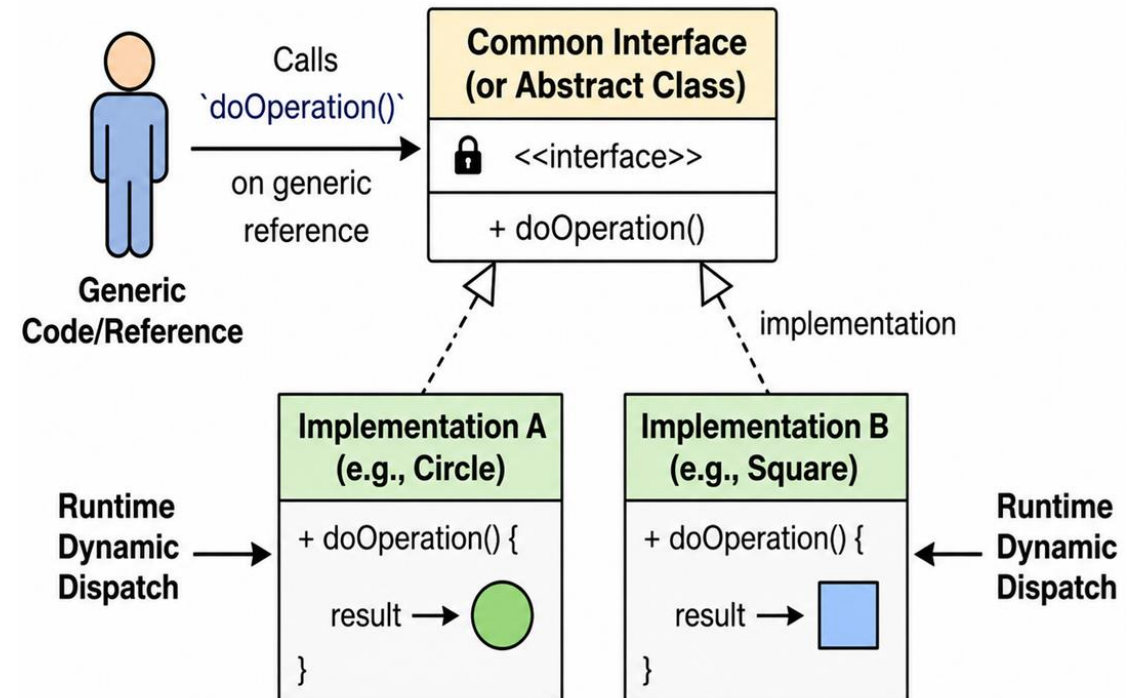 Calls
`doOperation()`
on generic
reference
Generic
Code/Reference
Common Interface
(or Abstract Class)
<<interface>>
+ doOperation()
implementation
Implementation A
(e.g., Circle)
+ doOperation() {
result
}
Implementation B
(e.g., Square)
+ doOperation() {
result
}
Runtime
Dynamic
Dispatch
Runtime
Dynamic
Dispatch